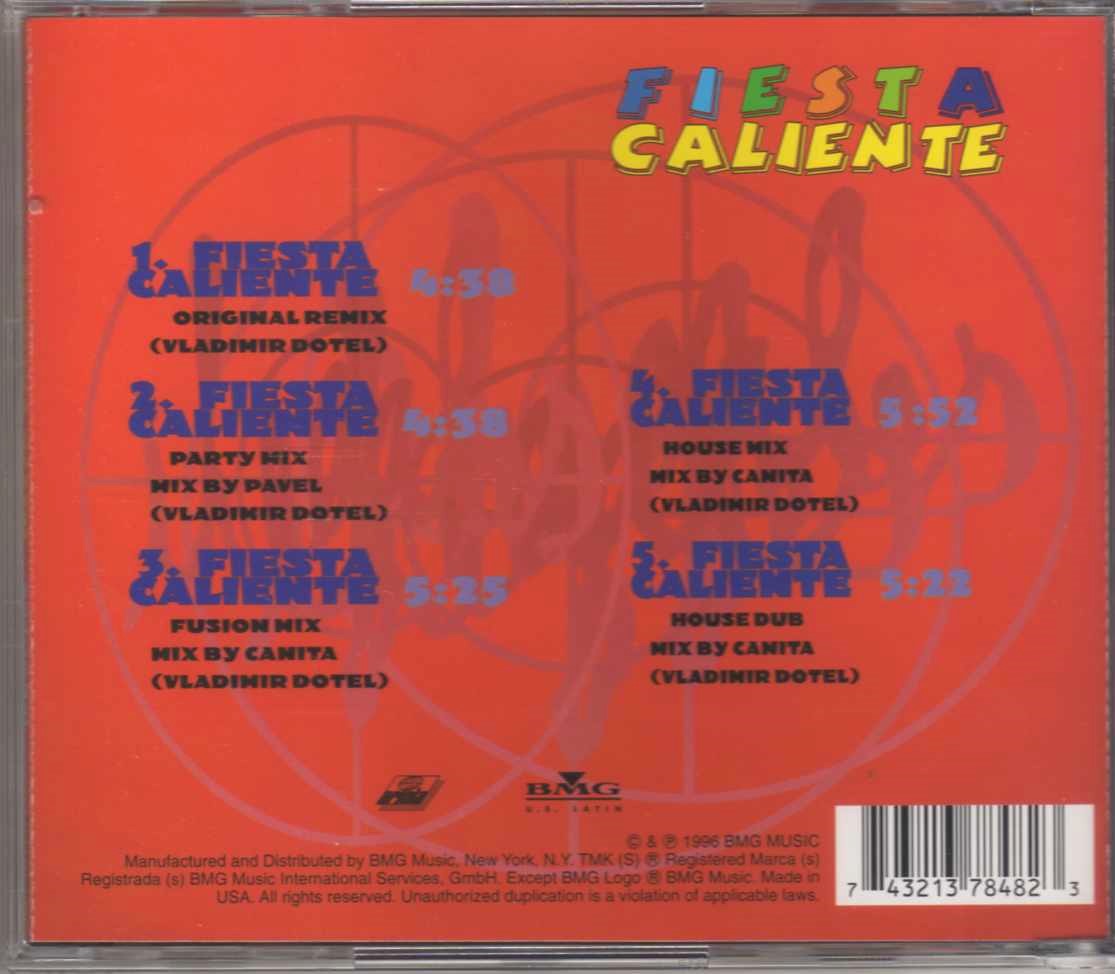 FIESTA
CALIENTE
1. FIESTA
CALIENTE 4:38
ORIGINAL REMIX
(VLADIMIR DOTEL)
2. FIESTA
CALIENTE 4:38
PARTY MIX
MIX BY PAVEL
(VLADIMIR DOTEL)
3. FIESTA
CALIENTE 5:25
FUSION MIX
MIX BY CANITA
(VLADIMIR DOTEL)
4. FIESTA
CALIENTE 5:52
HOUSE MIX
MIX BY CANITA
(VLADIMIR DOTEL)
5. FIESTA
CALIENTE 5:22
HOUSE DUB
MIX BY CANITA
(VLADIMIR DOTEL)
BMG
U.S. LATIN
© & ℗ 1996 BMG MUSIC
Manufactured and Distributed by BMG Music, New York, N.Y. TMK (S) ® Registered Marca (s)
Registrada (s) BMG Music International Services, GmbH. Except BMG Logo ® BMG Music. Made in
USA. All rights reserved. Unauthorized duplication is a violation of applicable laws.
7 43213 78482 3